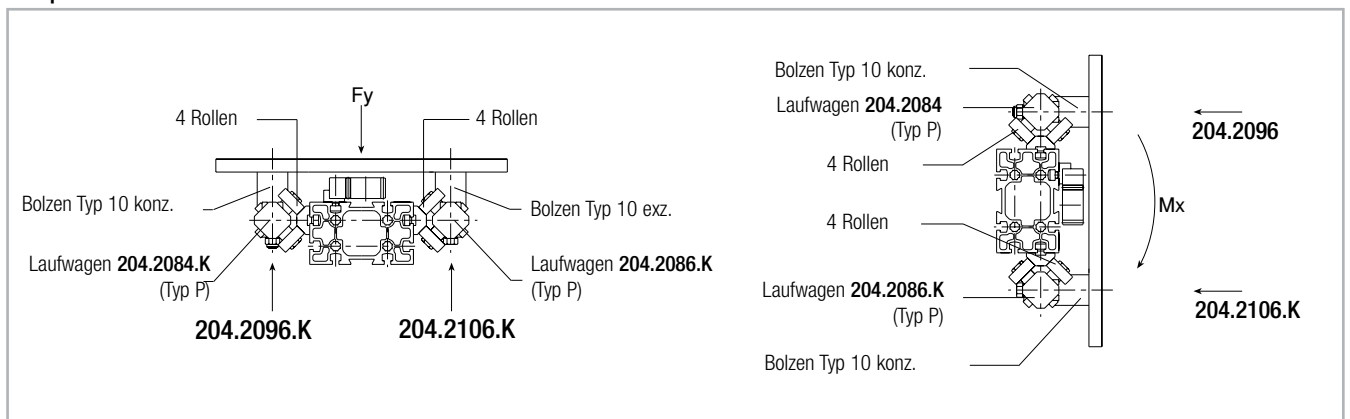 Fy
4 Rollen
4 Rollen
Bolzen Typ 10 konz.
Bolzen Typ 10 exz.
Laufwagen 204.2084.K
(Typ P)
Laufwagen 204.2086.K
(Typ P)
204.2096.K
204.2106.K
Bolzen Typ 10 konz.
Laufwagen 204.2084
(Typ P)
204.2096
4 Rollen
Mx
4 Rollen
Laufwagen 204.2086.K
(Typ P)
204.2106.K
Bolzen Typ 10 konz.